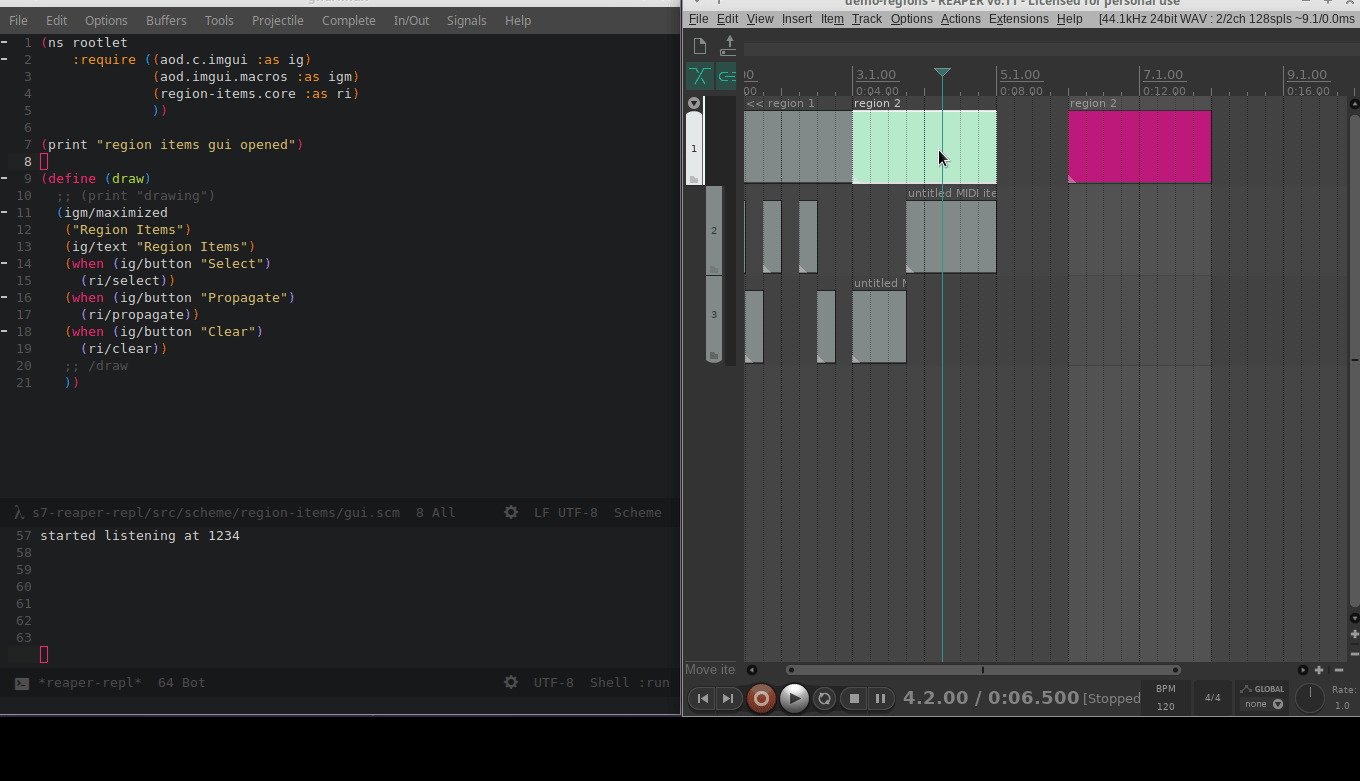 File Edit Options Buffers Tools Projectile Complete In/Out Signals Help
1 (ns rootlet
2 :require ((aod.c.imgui :as ig)
3 (aod.imgui.macros :as igm)
4 (region-items.core :as ri)
5 ))
6
7 (print "region items gui opened")
8
9 (define (draw)
10 ;; (print "drawing")
11 (igm/maximized
12 ("Region Items")
13 (ig/text "Region Items")
14 (when (ig/button "Select")
15 (ri/select))
16 (when (ig/button "Propagate")
17 (ri/propagate))
18 (when (ig/button "Clear")
19 (ri/clear))
20 ;; /draw
21 ))
λ s7-reaper-repl/src/scheme/region-items/gui.scm 8 All LF UTF-8 Scheme
57 started listening at 1234
58
59
60
61
62
63
*reaper-repl* 64 Bot UTF-8 Shell :run
demo-regions - REAPER v6.11 - Licensed for personal use
File Edit View Insert Item Track Options Actions Extensions Help [44.1kHz 24bit WAV : 2/2ch 128spls ~9.1/0.0ms
00 3.1.00 5.1.00 7.1.00 9.1.00
00 0:04.00 0:08.00 0:12.00 0:16.00
<< region 1 region 2 region 2
1
untitled MIDI ite
2
untitled M
3
Move ite
4.2.00 / 0:06.500 [Stopped
BPM
120
4/4
GLOBAL
none
Rate:
1.0